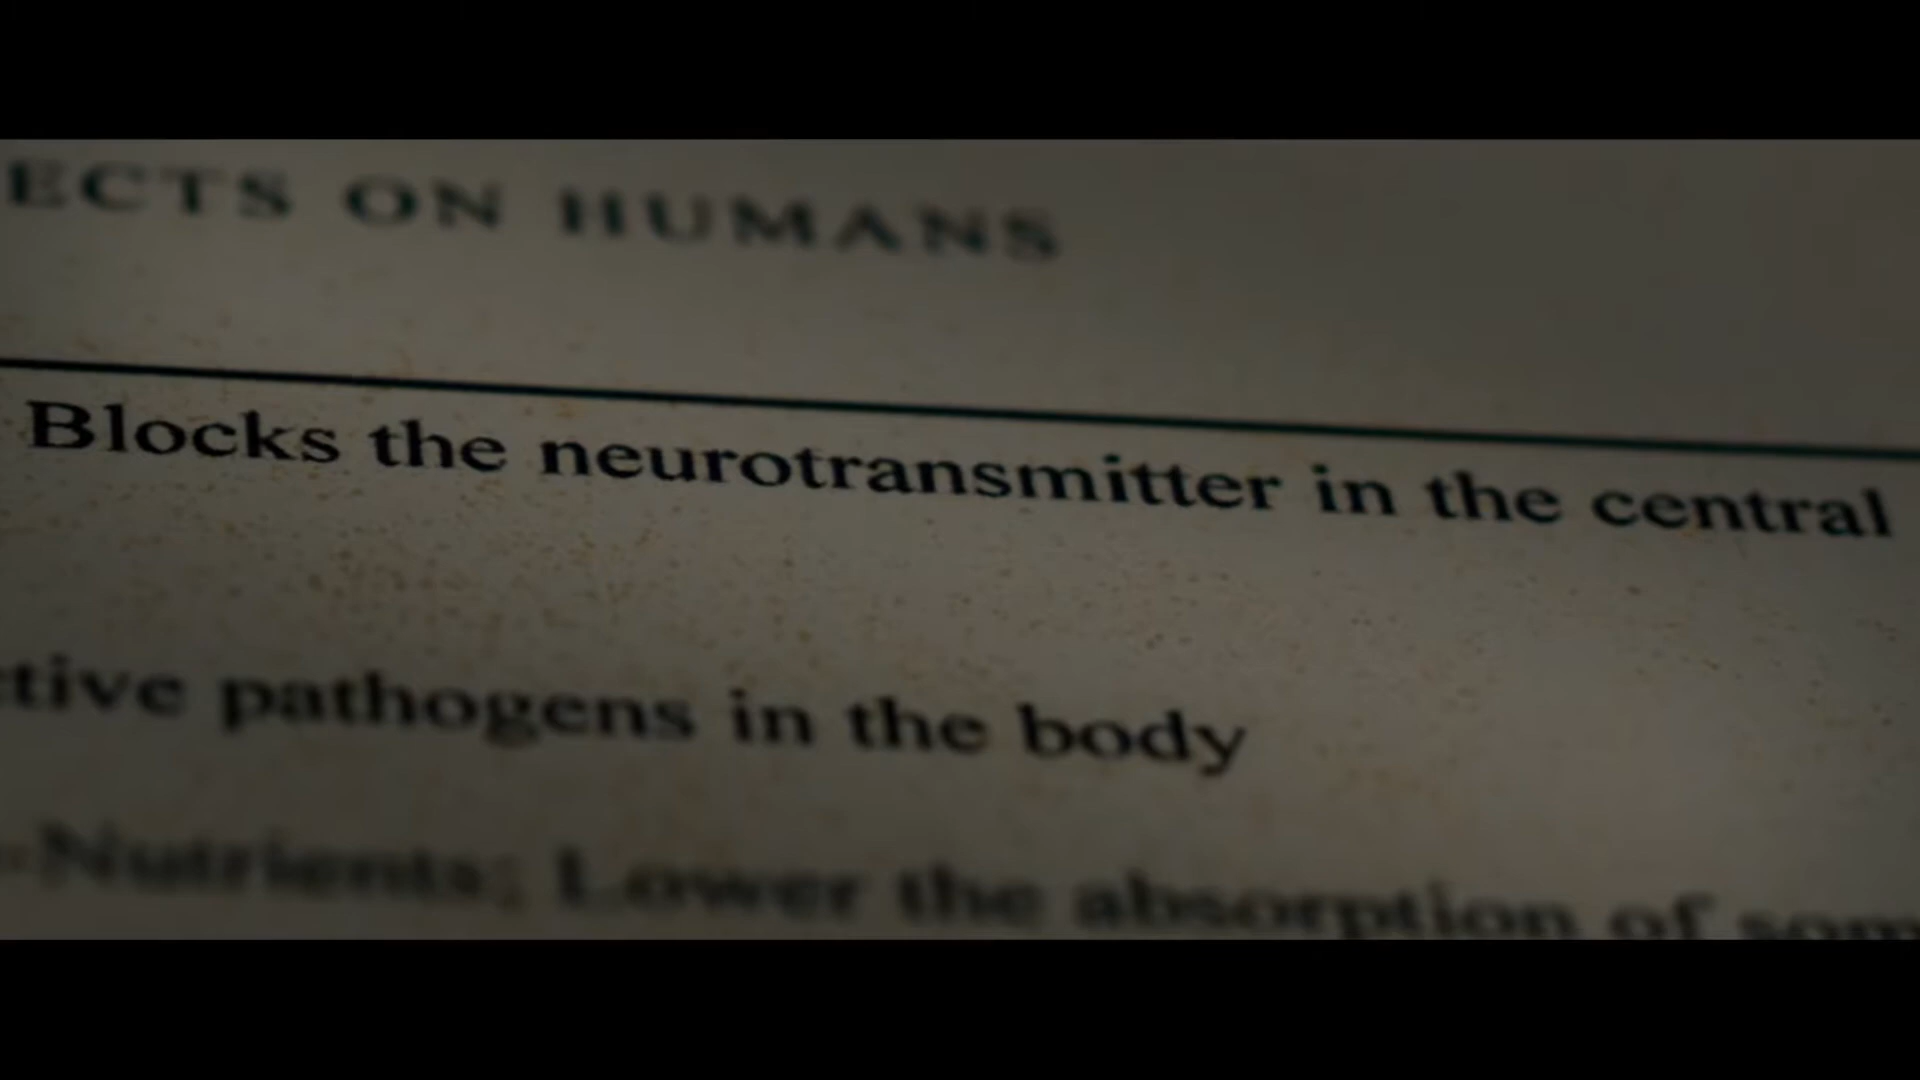 ECTS ON HUMANS
Blocks the neurotransmitter in the central
tive pathogens in the body
-Nutrients; Lower the absorption of som